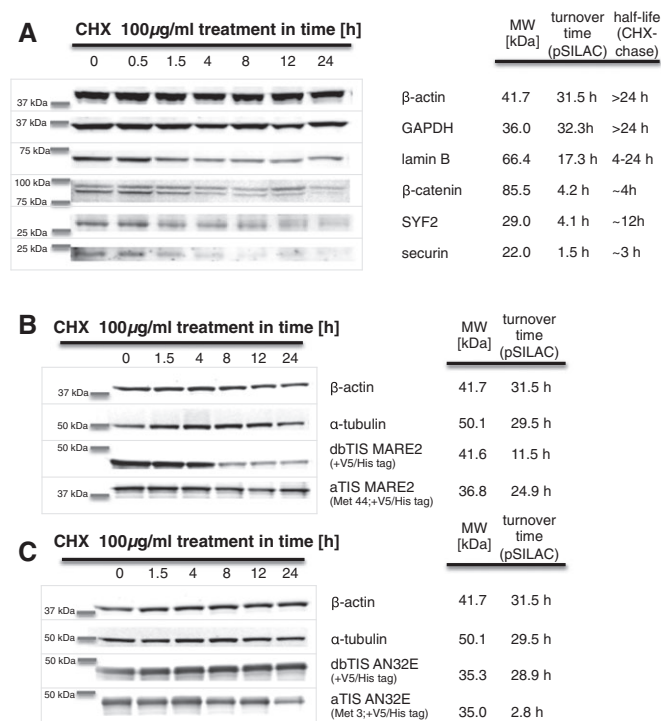 A
CHX 100µg/ml treatment in time [h]
0 0.5 1.5 4 8 12 24
MW [kDa]
turnover time (pSILAC)
half-life (CHX-chase)
37 kDa
β-actin 41.7 31.5 h >24 h
37 kDa
GAPDH 36.0 32.3h >24 h
75 kDa
lamin B 66.4 17.3 h 4-24 h
100 kDa
75 kDa
β-catenin 85.5 4.2 h ~4h
25 kDa
SYF2 29.0 4.1 h ~12h
25 kDa
securin 22.0 1.5 h ~3 h
B
CHX 100µg/ml treatment in time [h]
0 1.5 4 8 12 24
MW [kDa]
turnover time (pSILAC)
37 kDa
β-actin 41.7 31.5 h
50 kDa
α-tubulin 50.1 29.5 h
50 kDa
dbTIS MARE2 41.6 11.5 h
(+V5/His tag)
37 kDa
aTIS MARE2 36.8 24.9 h
(Met 44;+V5/His tag)
C
CHX 100µg/ml treatment in time [h]
0 1.5 4 8 12 24
MW [kDa]
turnover time (pSILAC)
37 kDa
β-actin 41.7 31.5 h
50 kDa
α-tubulin 50.1 29.5 h
50 kDa
dbTIS AN32E 35.3 28.9 h
(+V5/His tag)
50 kDa
aTIS AN32E 35.0 2.8 h
(Met 3;+V5/His tag)